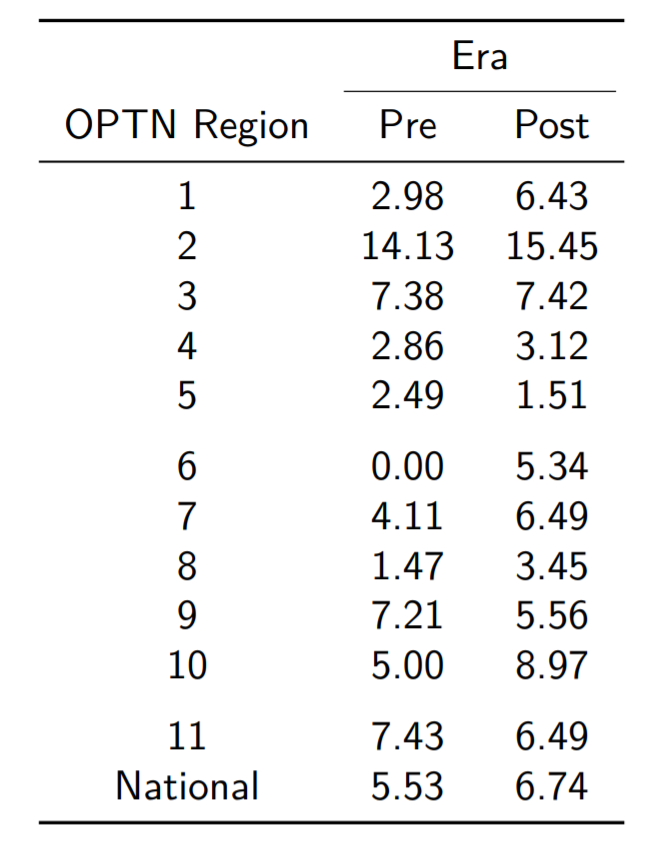 Era
OPTN Region Pre Post
1 2.98 6.43
2 14.13 15.45
3 7.38 7.42
4 2.86 3.12
5 2.49 1.51
6 0.00 5.34
7 4.11 6.49
8 1.47 3.45
9 7.21 5.56
10 5.00 8.97
11 7.43 6.49
National 5.53 6.74